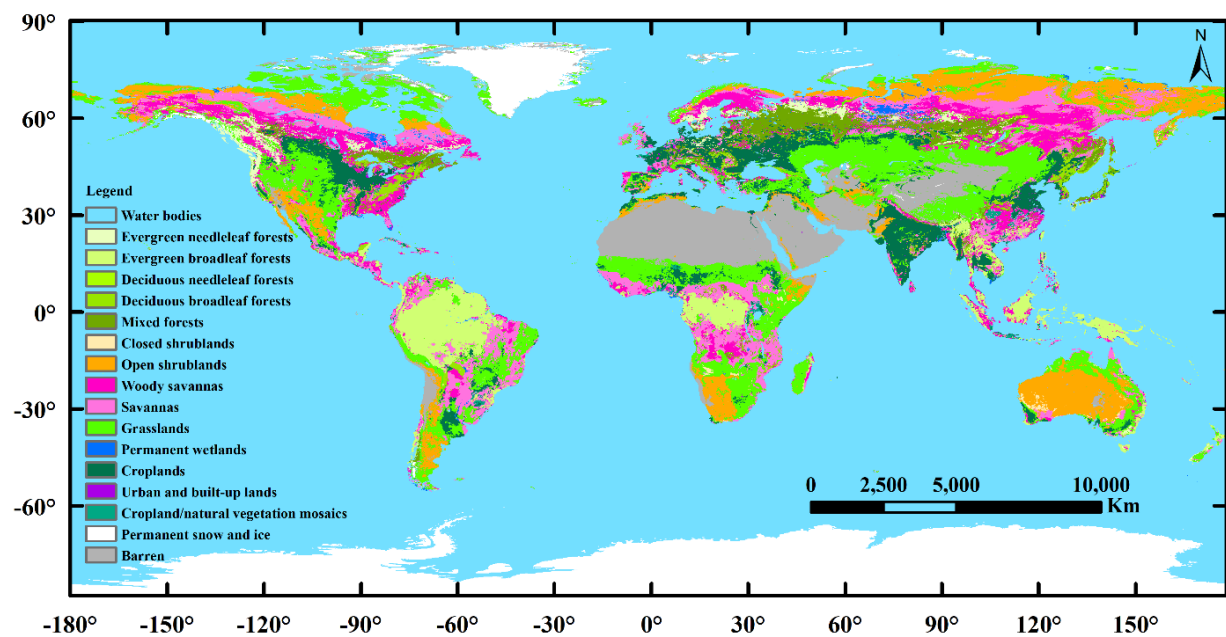 90°
N
60°
30°
0°
-30°
-60°
Legend
Water bodies
Evergreen needleleaf forests
Evergreen broadleaf forests
Deciduous needleleaf forests
Deciduous broadleaf forests
Mixed forests
Closed shrublands
Open shrublands
Woody savannas
Savannas
Grasslands
Permanent wetlands
Croplands
Urban and built-up lands
Cropland/natural vegetation mosaics
Permanent snow and ice
Barren
0 2,500 5,000 10,000
Km
-180° -150° -120° -90° -60° -30° 0° 30° 60° 90° 120° 150°